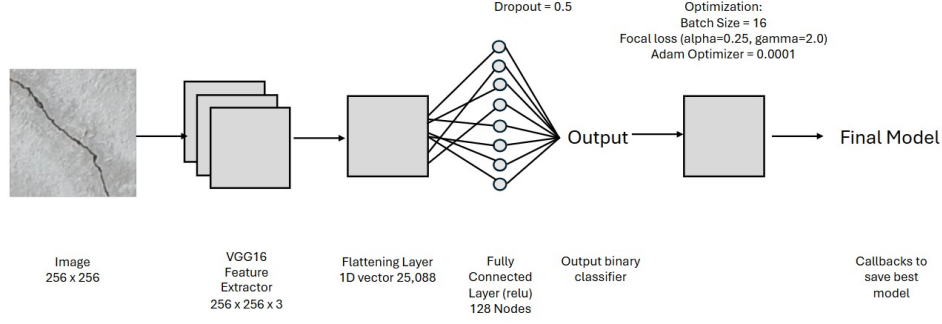 Dropout = 0.5
Optimization:
Batch Size = 16
Focal loss (alpha=0.25, gamma=2.0)
Adam Optimizer = 0.0001
Output
Final Model
Image
256 x 256
VGG16
Feature
Extractor
256 x 256 x 3
Flattening Layer
1D vector 25,088
Fully
Connected
Layer (relu)
128 Nodes
Output binary
classifier
Callbacks to
save best
model